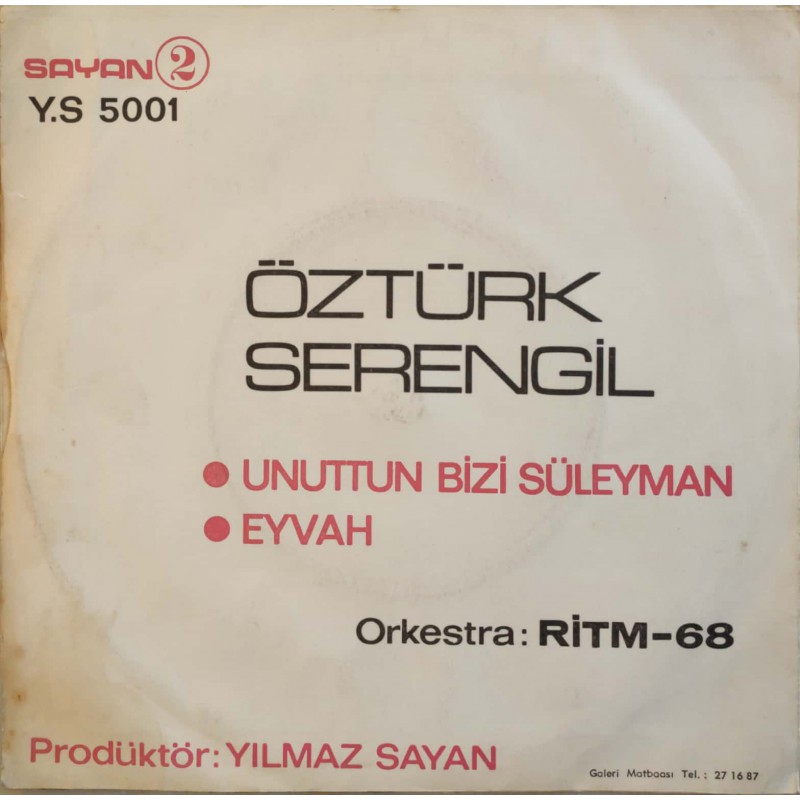 SAYAN 2
Y.S 5001
ÖZTÜRK
SERENGİL
● UNUTTUN BİZİ SÜLEYMAN
● EYVAH
Orkestra: RİTM-68
Prodüktör: YILMAZ SAYAN
Galeri Matbaası Tel.: 27 16 87